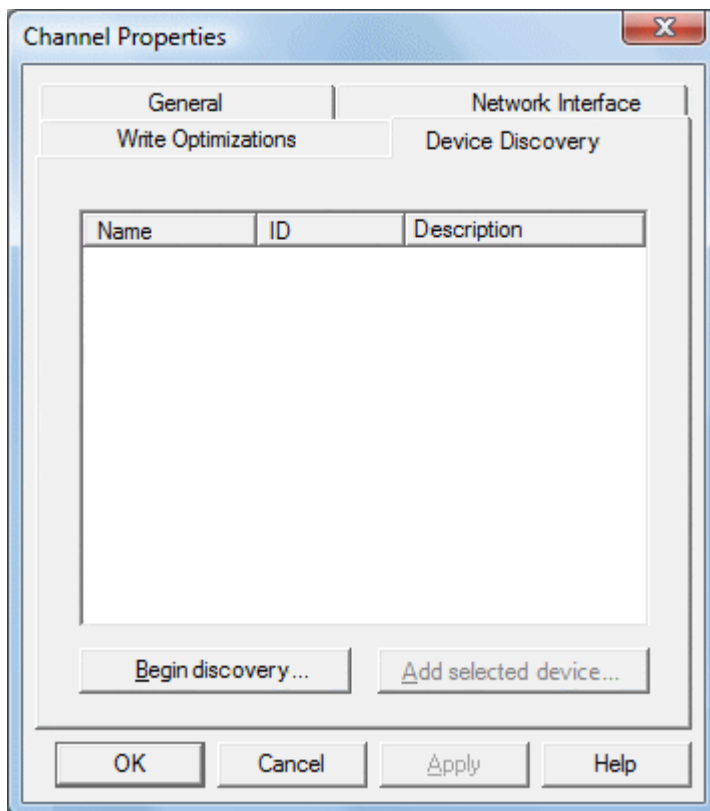 Channel Properties
General Network Interface
Write Optimizations Device Discovery
Name ID Description
Begin discovery... Add selected device...
OK Cancel Apply Help